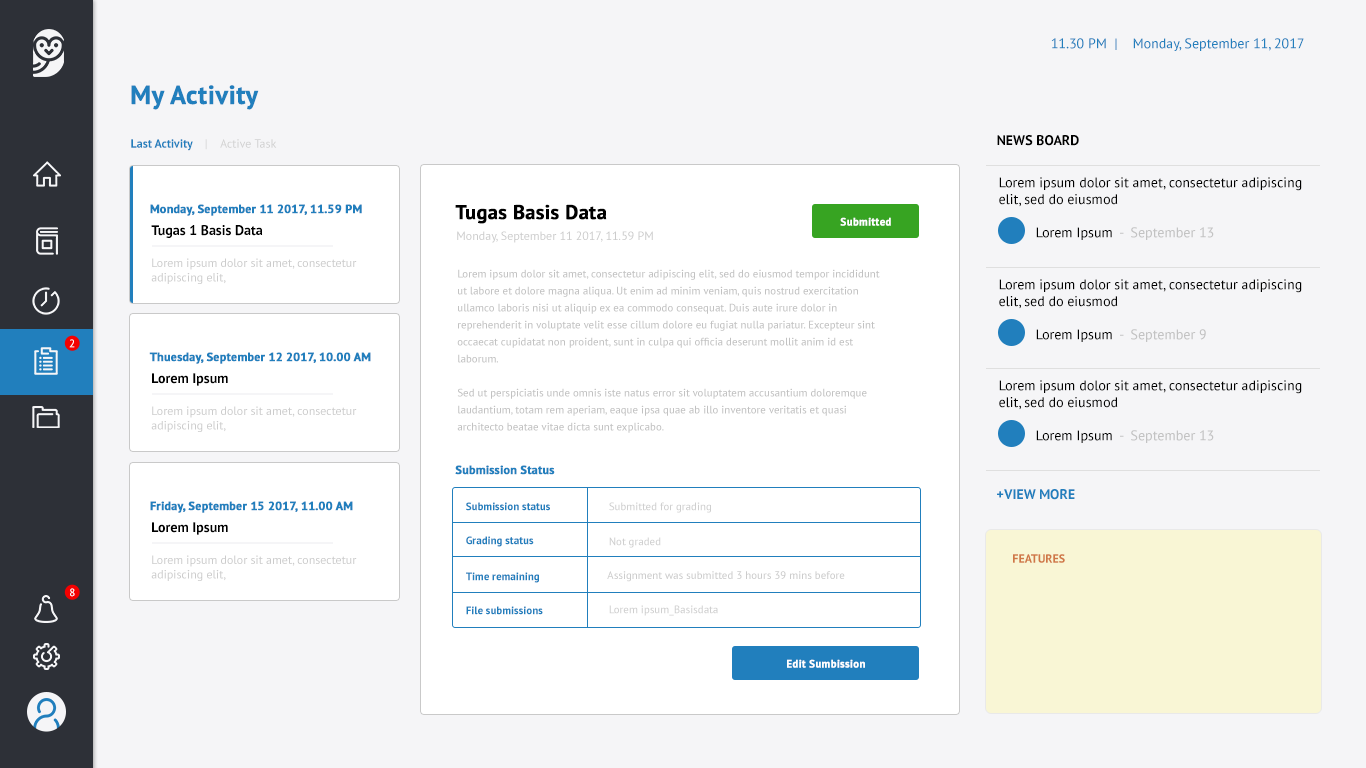 11.30 PM | Monday, September 11, 2017
My Activity
Last Activity | Active Task
Monday, September 11 2017, 11.59 PM
Tugas 1 Basis Data
Lorem ipsum dolor sit amet, consectetur
adipiscing elit,
Thuesday, September 12 2017, 10.00 AM
Lorem Ipsum
Lorem ipsum dolor sit amet, consectetur
adipiscing elit,
Friday, September 15 2017, 11.00 AM
Lorem Ipsum
Lorem ipsum dolor sit amet, consectetur
adipiscing elit,
2
8
Tugas Basis Data
Monday, September 11 2017, 11.59 PM
Submitted
Lorem ipsum dolor sit amet, consectetur adipiscing elit, sed do eiusmod tempor incididunt
ut labore et dolore magna aliqua. Ut enim ad minim veniam, quis nostrud exercitation
ullamco laboris nisi ut aliquip ex ea commodo consequat. Duis aute irure dolor in
reprehenderit in voluptate velit esse cillum dolore eu fugiat nulla pariatur. Excepteur sint
occaecat cupidatat non proident, sunt in culpa qui officia deserunt mollit anim id est
laborum.
Sed ut perspiciatis unde omnis iste natus error sit voluptatem accusantium doloremque
laudantium, totam rem aperiam, eaque ipsa quae ab illo inventore veritatis et quasi
architecto beatae vitae dicta sunt explicabo.
Submission Status
Submission status Submitted for grading
Grading status Not graded
Time remaining Assignment was submitted 3 hours 39 mins before
File submissions Lorem ipsum_Basisdata
Edit Sumbission
NEWS BOARD
Lorem ipsum dolor sit amet, consectetur adipiscing
elit, sed do eiusmod
Lorem Ipsum - September 13
Lorem ipsum dolor sit amet, consectetur adipiscing
elit, sed do eiusmod
Lorem Ipsum - September 9
Lorem ipsum dolor sit amet, consectetur adipiscing
elit, sed do eiusmod
Lorem Ipsum - September 13
+VIEW MORE
FEATURES